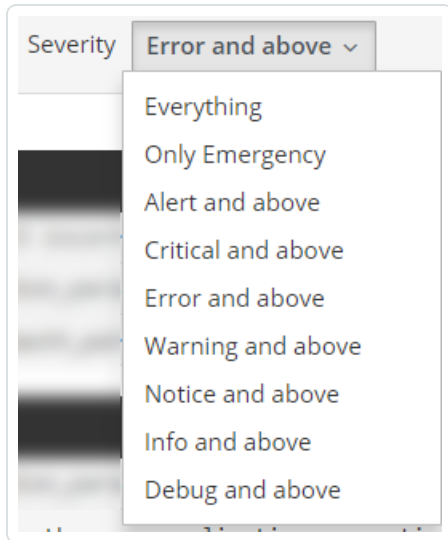 Severity Error and above
Everything
Only Emergency
Alert and above
Critical and above
Error and above
Warning and above
Notice and above
Info and above
Debug and above